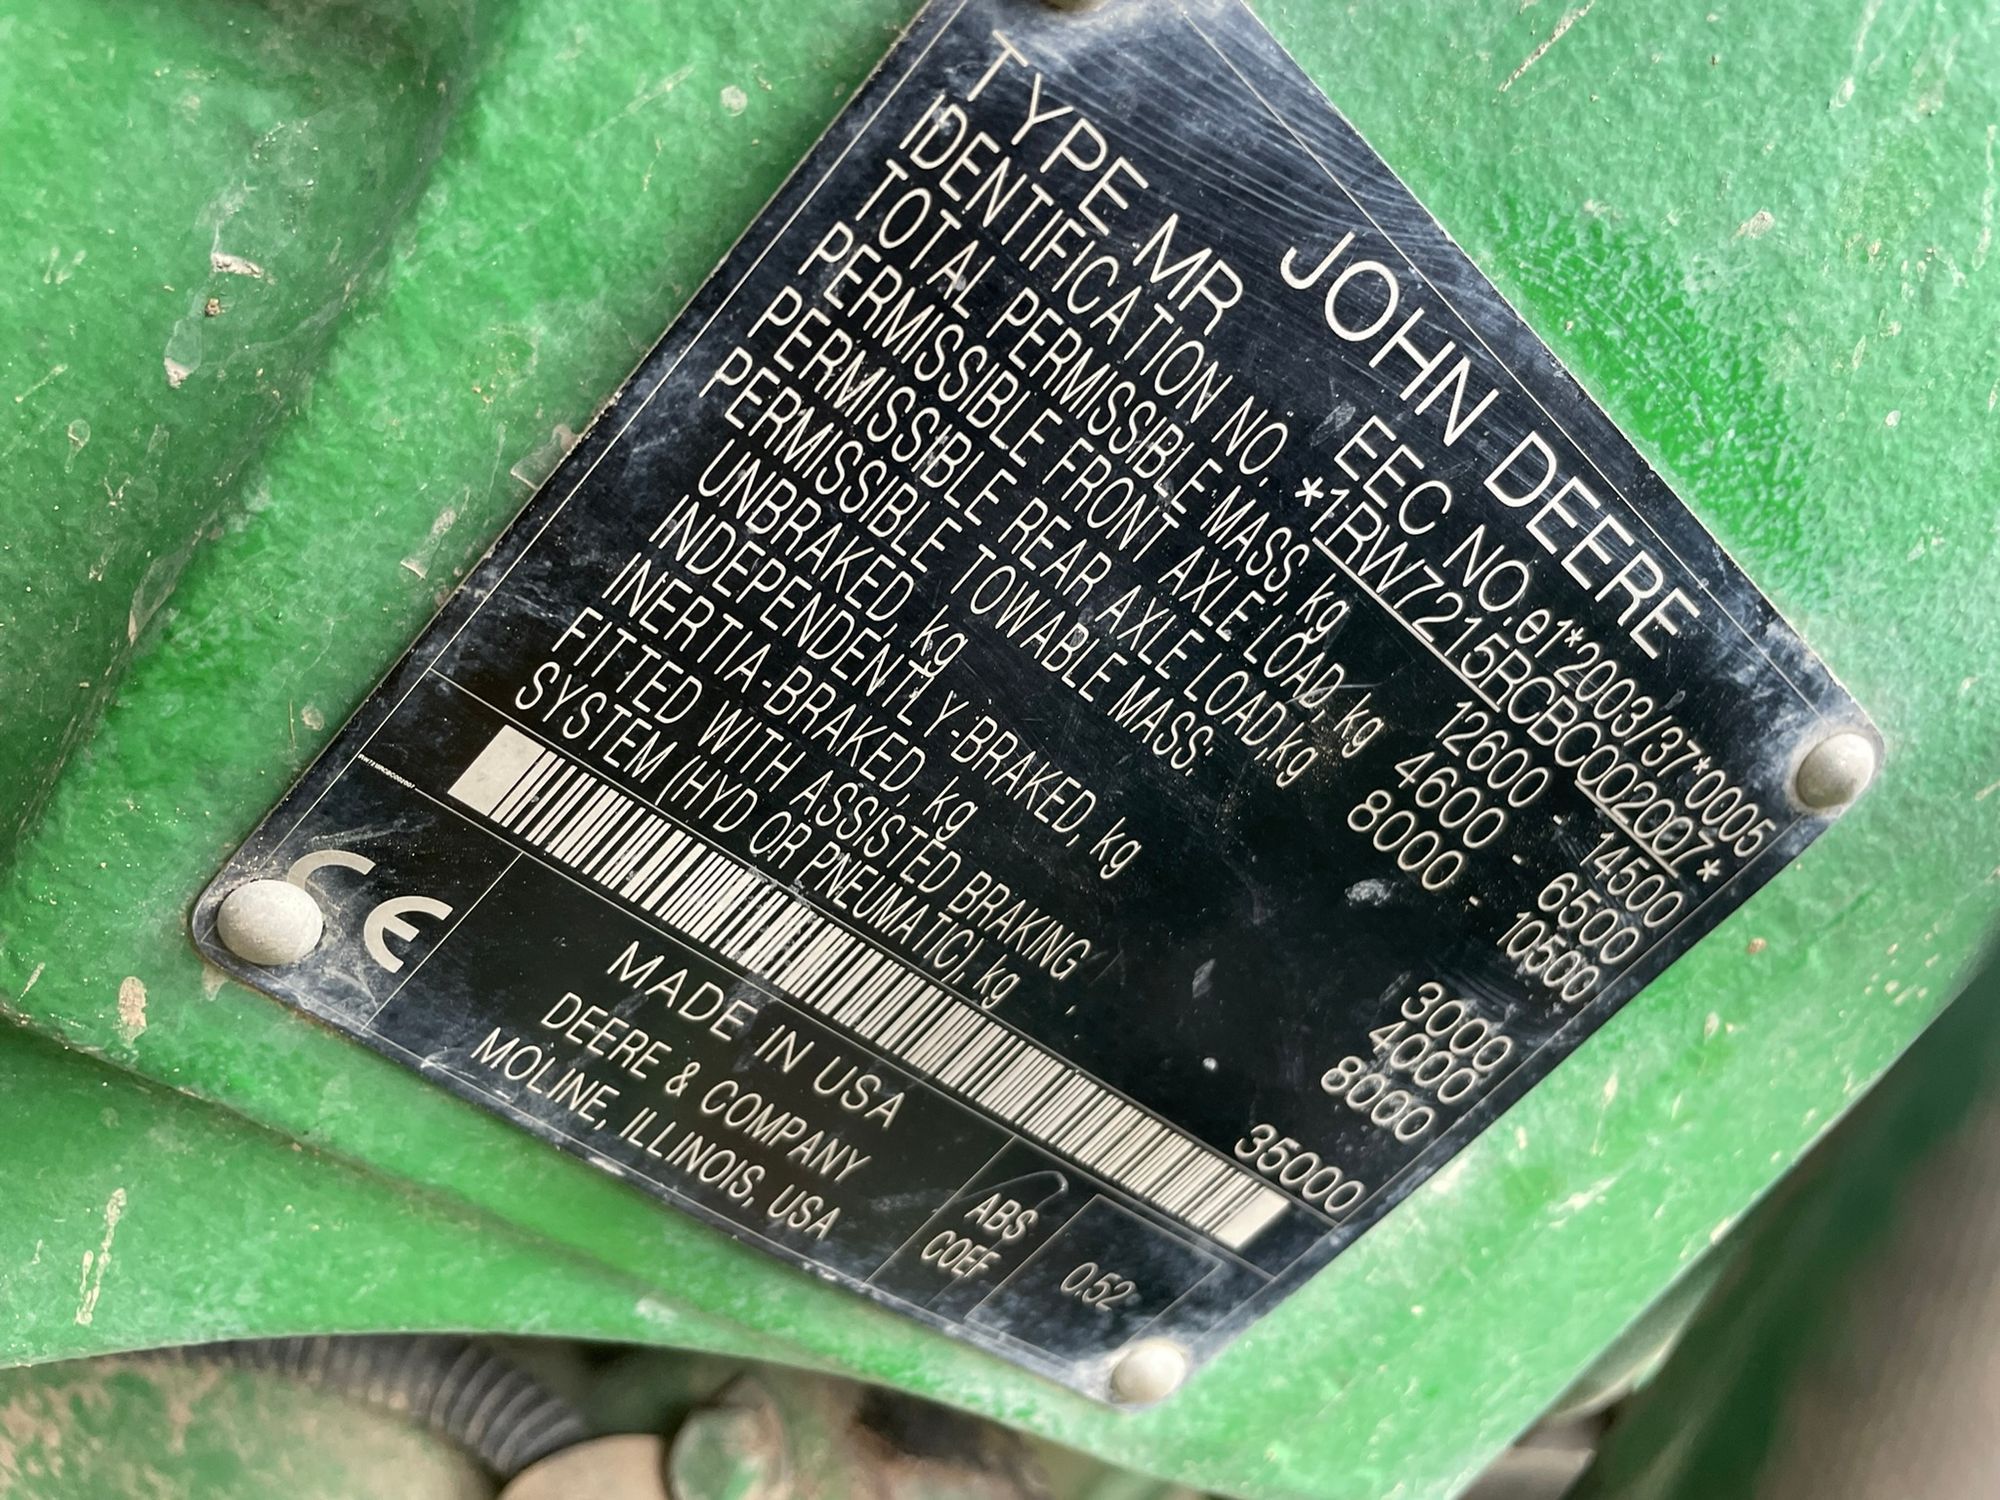 JOHN DEERE
TYPE MR EEC NO. e1*2003/37*0005
IDENTIFICATION NO. *1RW7215RCBC002007*
TOTAL PERMISSIBLE MASS, kg 12600 - 14500
PERMISSIBLE FRONT AXLE LOAD, kg 4600 - 6500
PERMISSIBLE REAR AXLE LOAD,kg 8000 - 10500
PERMISSIBLE TOWABLE MASS:
UNBRAKED, kg 3000
INDEPENDENTLY-BRAKED, kg 4000
INERTIA-BRAKED, kg 8000
FITTED WITH ASSISTED BRAKING
SYSTEM (HYD OR PNEUMATIC), kg 35000
CE
MADE IN USA
DEERE & COMPANY
MOLINE, ILLINOIS, USA
ABS
COEF
0.52